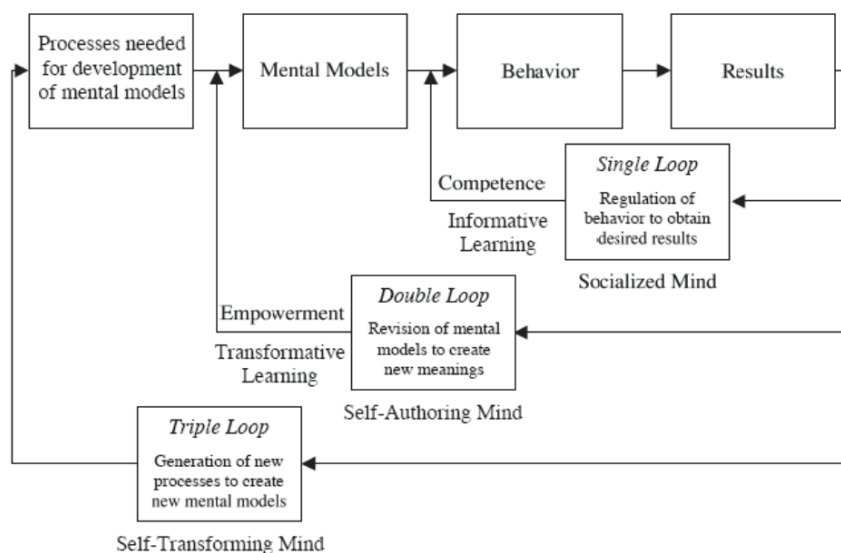 Processes needed
for development
of mental models
Mental Models
Behavior
Results
Single Loop
Regulation of
behavior to obtain
desired results
Competence
Informative
Learning
Socialized Mind
Double Loop
Revision of mental
models to create
new meanings
Empowerment
Transformative
Learning
Self-Authoring Mind
Triple Loop
Generation of new
processes to create
new mental models
Self-Transforming Mind